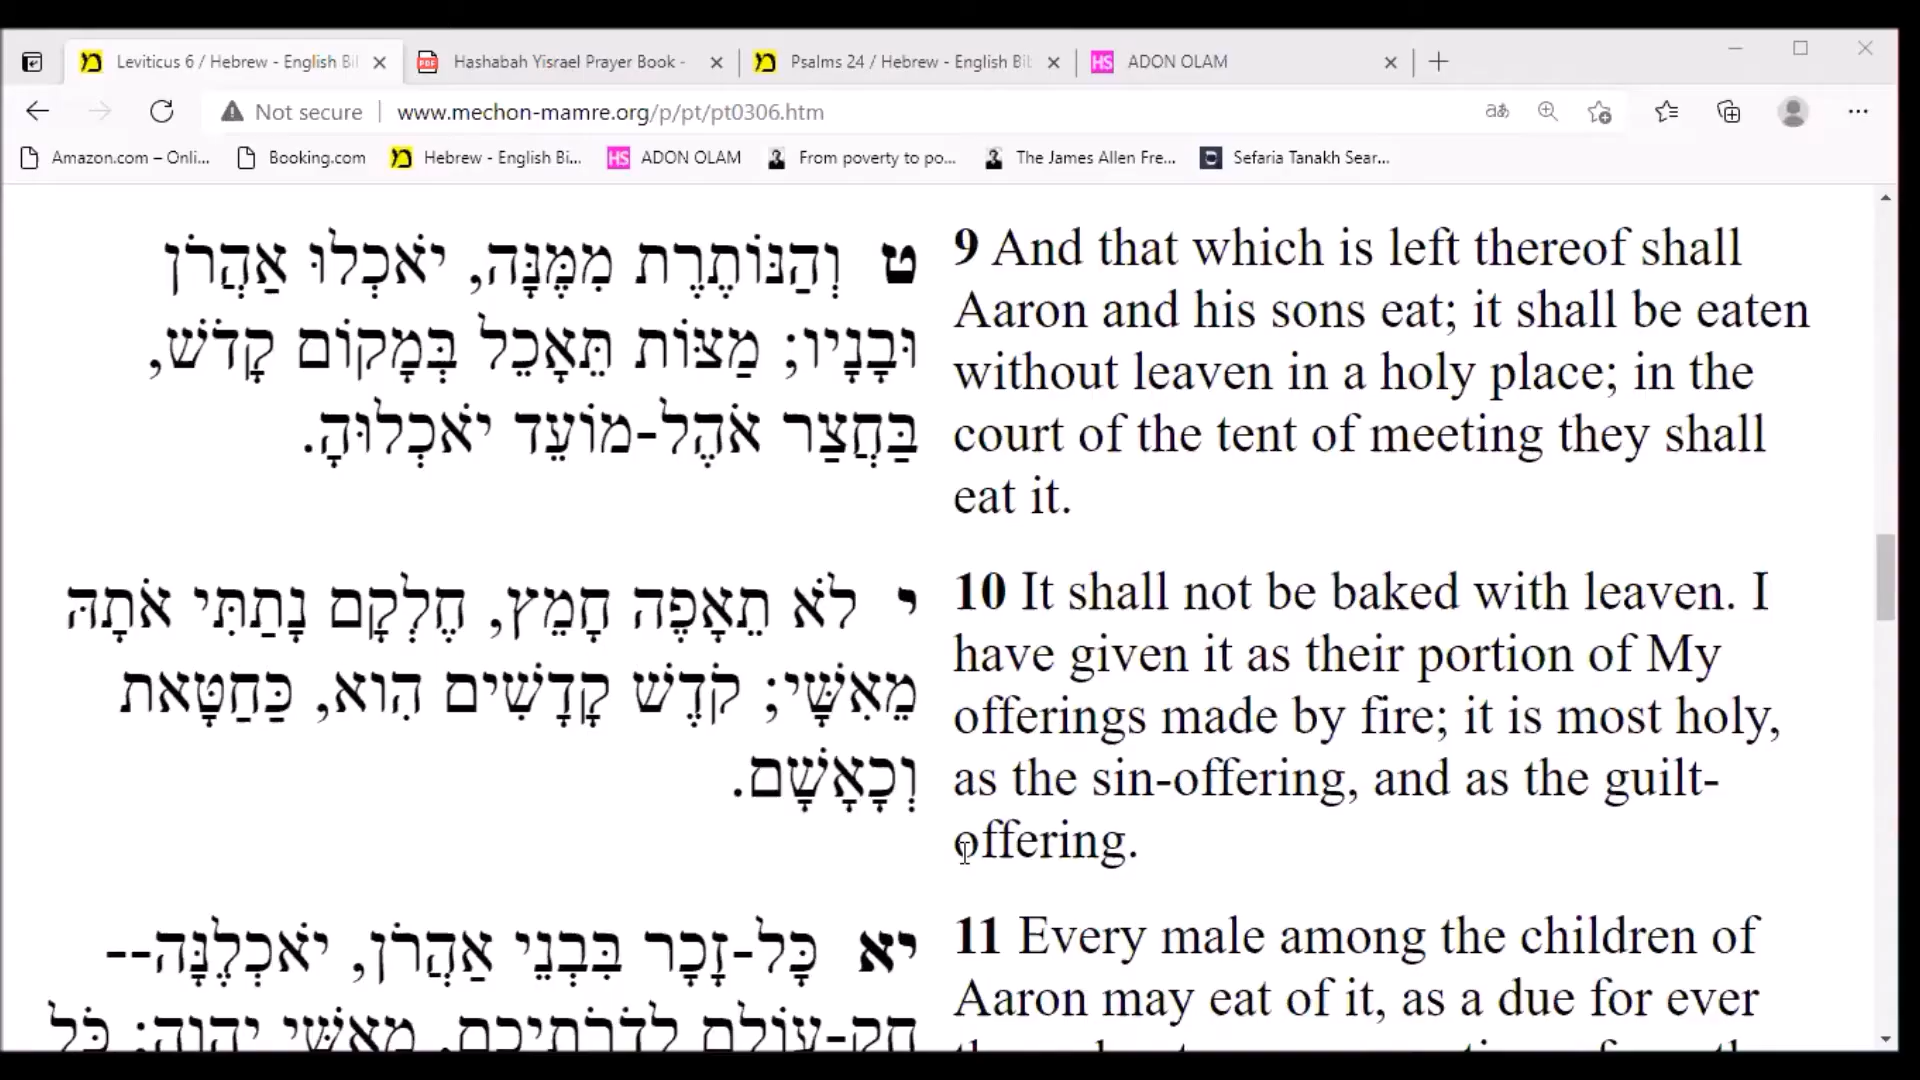 Leviticus 6 / Hebrew - English Bi
Hashabah Yisrael Prayer Book -
Psalms 24 / Hebrew - English Bib
ADON OLAM
Not secure
www.mechon-mamre.org/p/pt/pt0306.htm
Amazon.com – Onli...
Booking.com
Hebrew - English Bi...
ADON OLAM
From poverty to po...
The James Allen Fre...
Sefaria Tanakh Sear...
ט וְהַנּוֹתֶרֶת מִמֶּנָּה, יֹאכְלוּ אַהֲרֹן
וּבָנָיו; מַצּוֹת תֵּאָכֵל בְּמָקוֹם קָדֹשׁ,
בַּחֲצַר אֹהֶל-מוֹעֵד יֹאכְלוּהָ.
9 And that which is left thereof shall
Aaron and his sons eat; it shall be eaten
without leaven in a holy place; in the
court of the tent of meeting they shall
eat it.
י לֹא תֵאָפֶה חָמֵץ, חֶלְקָם נָתַתִּי אֹתָהּ
מֵאִשָּׁי; קֹדֶשׁ קָדָשִׁים הִוא, כַּחַטָּאת
וְכָאָשָׁם.
10 It shall not be baked with leaven. I
have given it as their portion of My
offerings made by fire; it is most holy,
as the sin-offering, and as the guilt-
offering.
יא כָּל-זָכָר בִּבְנֵי אַהֲרֹן, יֹאכְלֶנָּה--
חָק-עוֹלָם לְדֹרֹתֵיכֶם, מֵאִשֵּׁי יְהוָה: כֹּל
11 Every male among the children of
Aaron may eat of it, as a due for ever